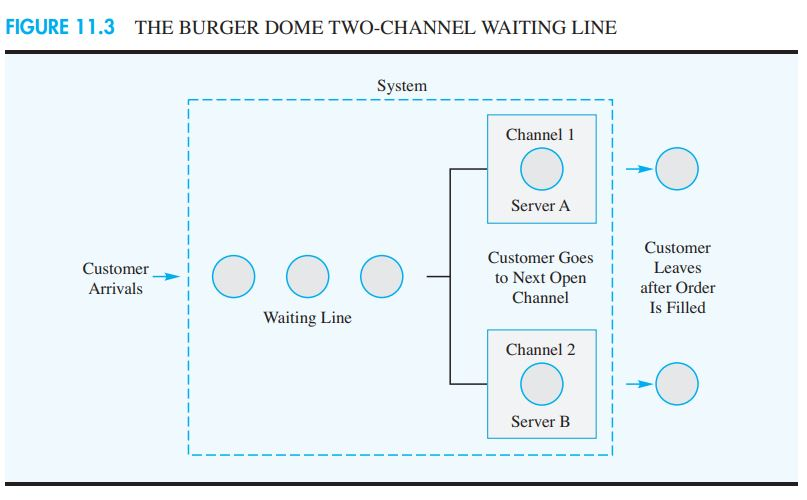 FIGURE 11.3 THE BURGER DOME TWO-CHANNEL WAITING LINE
System
Channel 1
Server A
Customer
Arrivals
Waiting Line
Customer Goes
to Next Open
Channel
Customer
Leaves
after Order
Is Filled
Channel 2
Server B